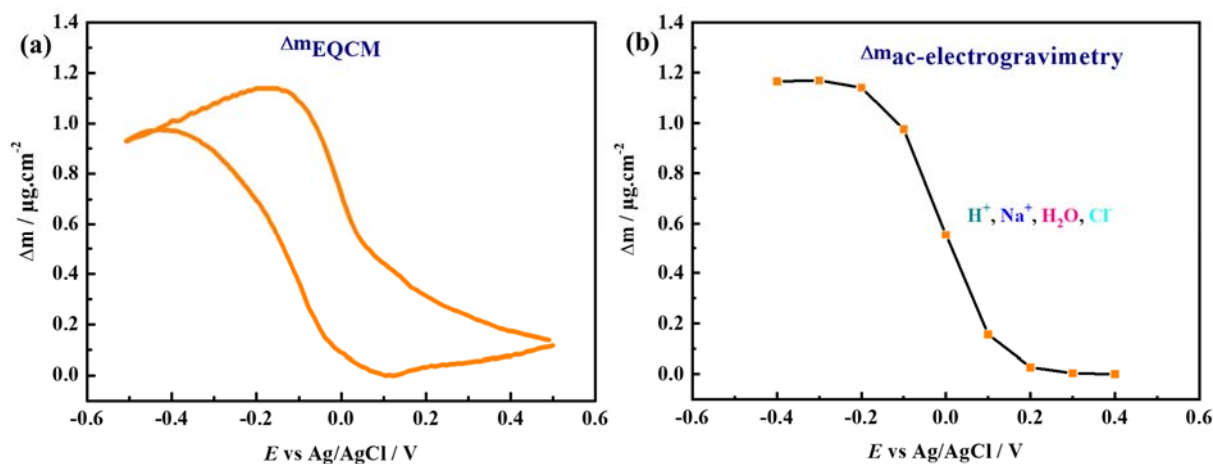 (a)
ΔmEQCM
Δm / µg.cm-2
1.4
1.2
1.0
0.8
0.6
0.4
0.2
0.0
-0.6 -0.4 -0.2 0.0 0.2 0.4 0.6
E vs Ag/AgCl / V
(b)
Δmac-electrogravimetry
Δm / µg.cm-2
1.4
1.2
1.0
0.8
0.6
0.4
0.2
0.0
H+, Na+, H2O, Cl-
-0.6 -0.4 -0.2 0.0 0.2 0.4 0.6
E vs Ag/AgCl / V